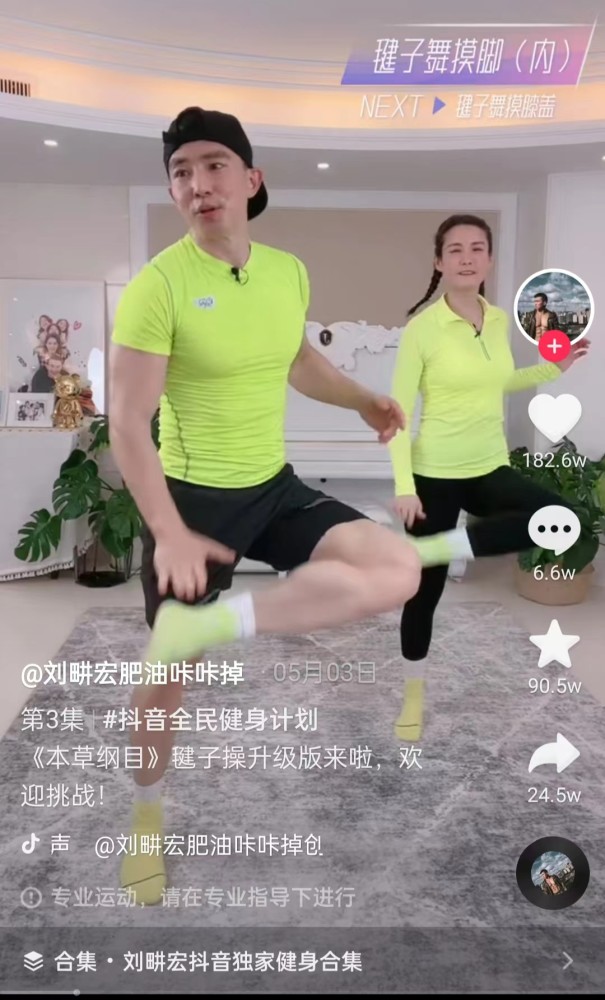 毽子舞摸脚（内）
NEXT ▶ 毽子舞摸膝盖
182.6w
6.6w
90.5w
24.5w
@刘畊宏肥油咔咔掉 · 05月03日
第3集 | #抖音全民健身计划
《本草纲目》毽子操升级版来啦，欢
迎挑战！
声 @刘畊宏肥油咔咔掉创
专业运动，请在专业指导下进行
合集 · 刘畊宏抖音独家健身合集